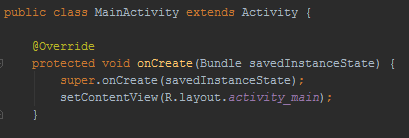 public class MainActivity extends Activity {
@Override
protected void onCreate(Bundle savedInstanceState) {
super.onCreate(savedInstanceState);
setContentView(R.layout.activity_main);
}